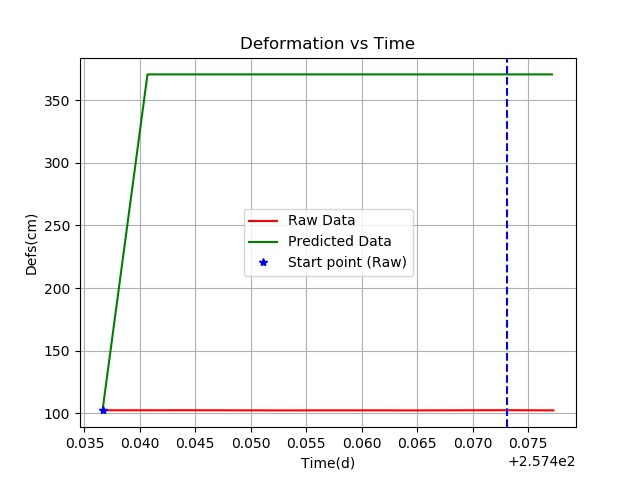 Deformation vs Time
Defs(cm)
350
300
250
200
150
100
Raw Data
Predicted Data
Start point (Raw)
0.035 0.040 0.045 0.050 0.055 0.060 0.065 0.070 0.075
Time(d)
+2.574e2